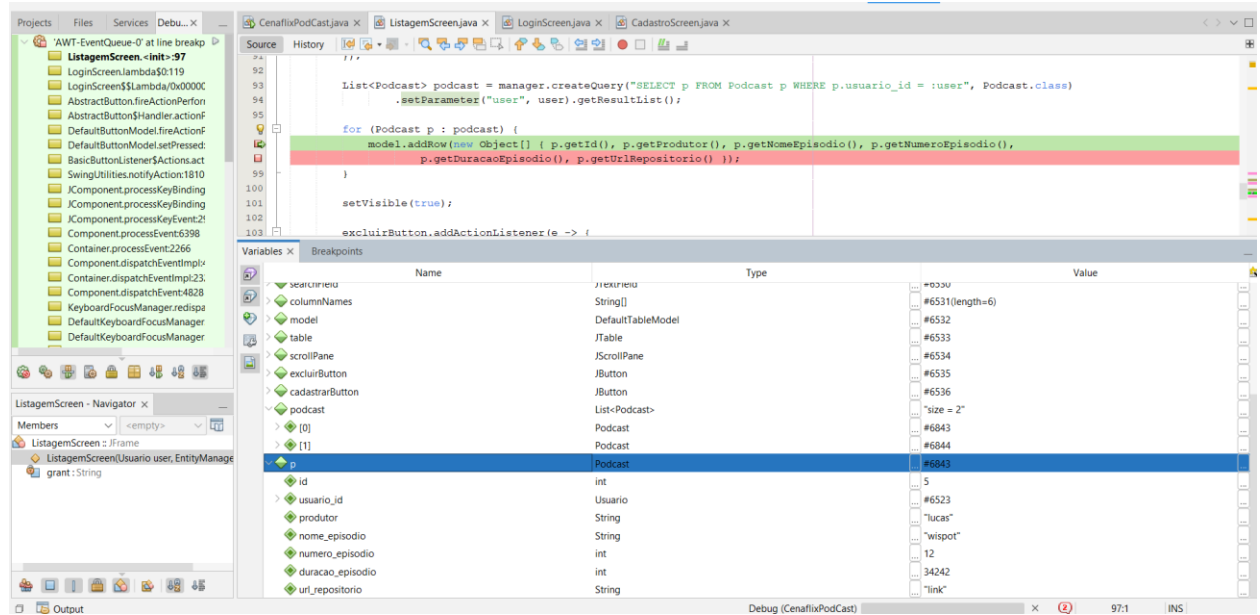 Projects Files Services Debu...×
CenaflixPodCast.java × ListagemScreen.java × LoginScreen.java × CadastroScreen.java ×
'AWT-EventQueue-0' at line breakp
ListagemScreen.<init>:97
LoginScreen.lambda$0:119
LoginScreen$$Lambda/0x00000
AbstractButton.fireActionPerforn
AbstractButton$Handler.actionP
DefaultButtonModel.fireActionP
DefaultButtonModel.setPressed:
BasicButtonListener$Actions.act
SwingUtilities.notifyAction:1810
JComponent.processKeyBinding
JComponent.processKeyBinding
JComponent.processKeyEvent:29
Component.processEvent:6398
Container.processEvent:2266
Component.dispatchEventImpl:4
Container.dispatchEventImpl:23
Component.dispatchEvent:4828
KeyboardFocusManager.redispa
DefaultKeyboardFocusManager
DefaultKeyboardFocusManager
Source History
91 });
92
93 List<Podcast> podcast = manager.createQuery("SELECT p FROM Podcast p WHERE p.usuario_id = :user", Podcast.class)
94 .setParameter("user", user).getResultList();
95
for (Podcast p : podcast) {
model.addRow(new Object[] { p.getId(), p.getProdutor(), p.getNomeEpisodio(), p.getNumeroEpisodio(),
p.getDuracaoEpisodio(), p.getUrlRepositorio() });
99 }
100
101 setVisible(true);
102
103 excluirButton.addActionListener(e -> {
Variables × Breakpoints
Name Type Value
searchField JTextField #6530
columnNames String[] #6531(length=6)
model DefaultTableModel #6532
table JTable #6533
scrollPane JScrollPane #6534
excluirButton JButton #6535
cadastrarButton JButton #6536
podcast List<Podcast> "size = 2"
[0] Podcast #6843
[1] Podcast #6844
p Podcast #6843
id int 5
usuario_id Usuario #6523
produtor String "lucas"
nome_episodio String "wispot"
numero_episodio int 12
duracao_episodio int 34242
url_repositorio String "link"
ListagemScreen - Navigator ×
Members <empty>
ListagemScreen :: JFrame
ListagemScreen(Usuario user, EntityManage
grant : String
Output
Debug (CenaflixPodCast) × 2 97:1 INS